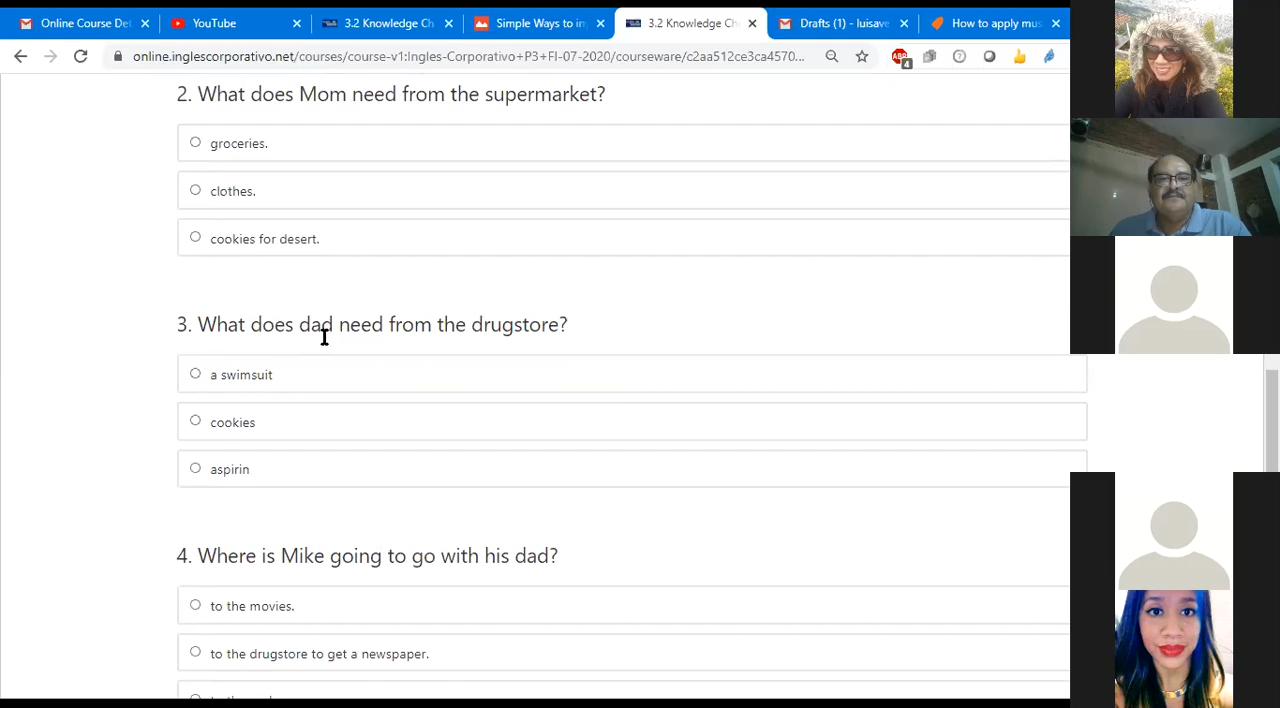 Online Course Det
YouTube
3.2 Knowledge Ch
Simple Ways to im
3.2 Knowledge Che
Drafts (1) - luisave
How to apply mus
online.inglescorporativo.net/courses/course-v1:Ingles-Corporativo+P3+FI-07-2020/courseware/c2aa512ce3ca4570...
4
2. What does Mom need from the supermarket?
groceries.
clothes.
cookies for desert.
3. What does dad need from the drugstore?
a swimsuit
cookies
aspirin
4. Where is Mike going to go with his dad?
to the movies.
to the drugstore to get a newspaper.